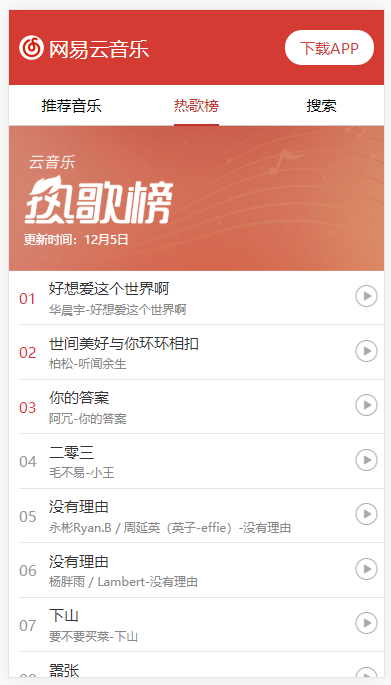 网易云音乐
下载APP
推荐音乐
热歌榜
搜索
云音乐
热歌榜
更新时间：12月5日
01
好想爱这个世界啊
华晨宇-好想爱这个世界啊
02
世间美好与你环环相扣
柏松-听闻余生
03
你的答案
阿冗-你的答案
04
二零三
毛不易-小王
05
没有理由
永彬Ryan.B / 周延英（英子-effie）-没有理由
06
没有理由
杨胖雨 / Lambert-没有理由
07
下山
要不要买菜-下山
08
嚣张